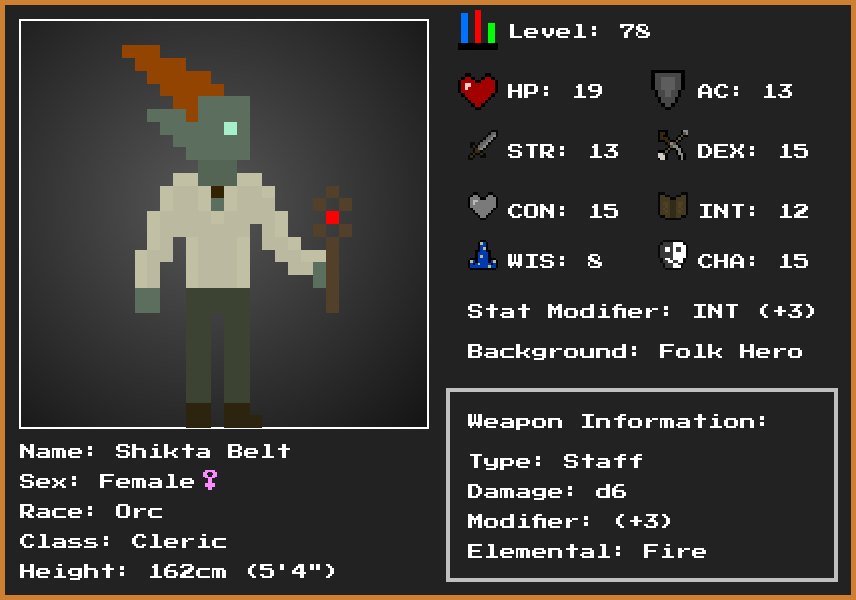 Level: 78
HP: 19 AC: 13
STR: 13 DEX: 15
CON: 15 INT: 12
WIS: 8 CHA: 15
Stat Modifier: INT (+3)
Background: Folk Hero
Weapon Information:
Type: Staff
Damage: d6
Modifier: (+3)
Elemental: Fire
Name: Shikta Belt
Sex: Female♀
Race: Orc
Class: Cleric
Height: 162cm (5'4")